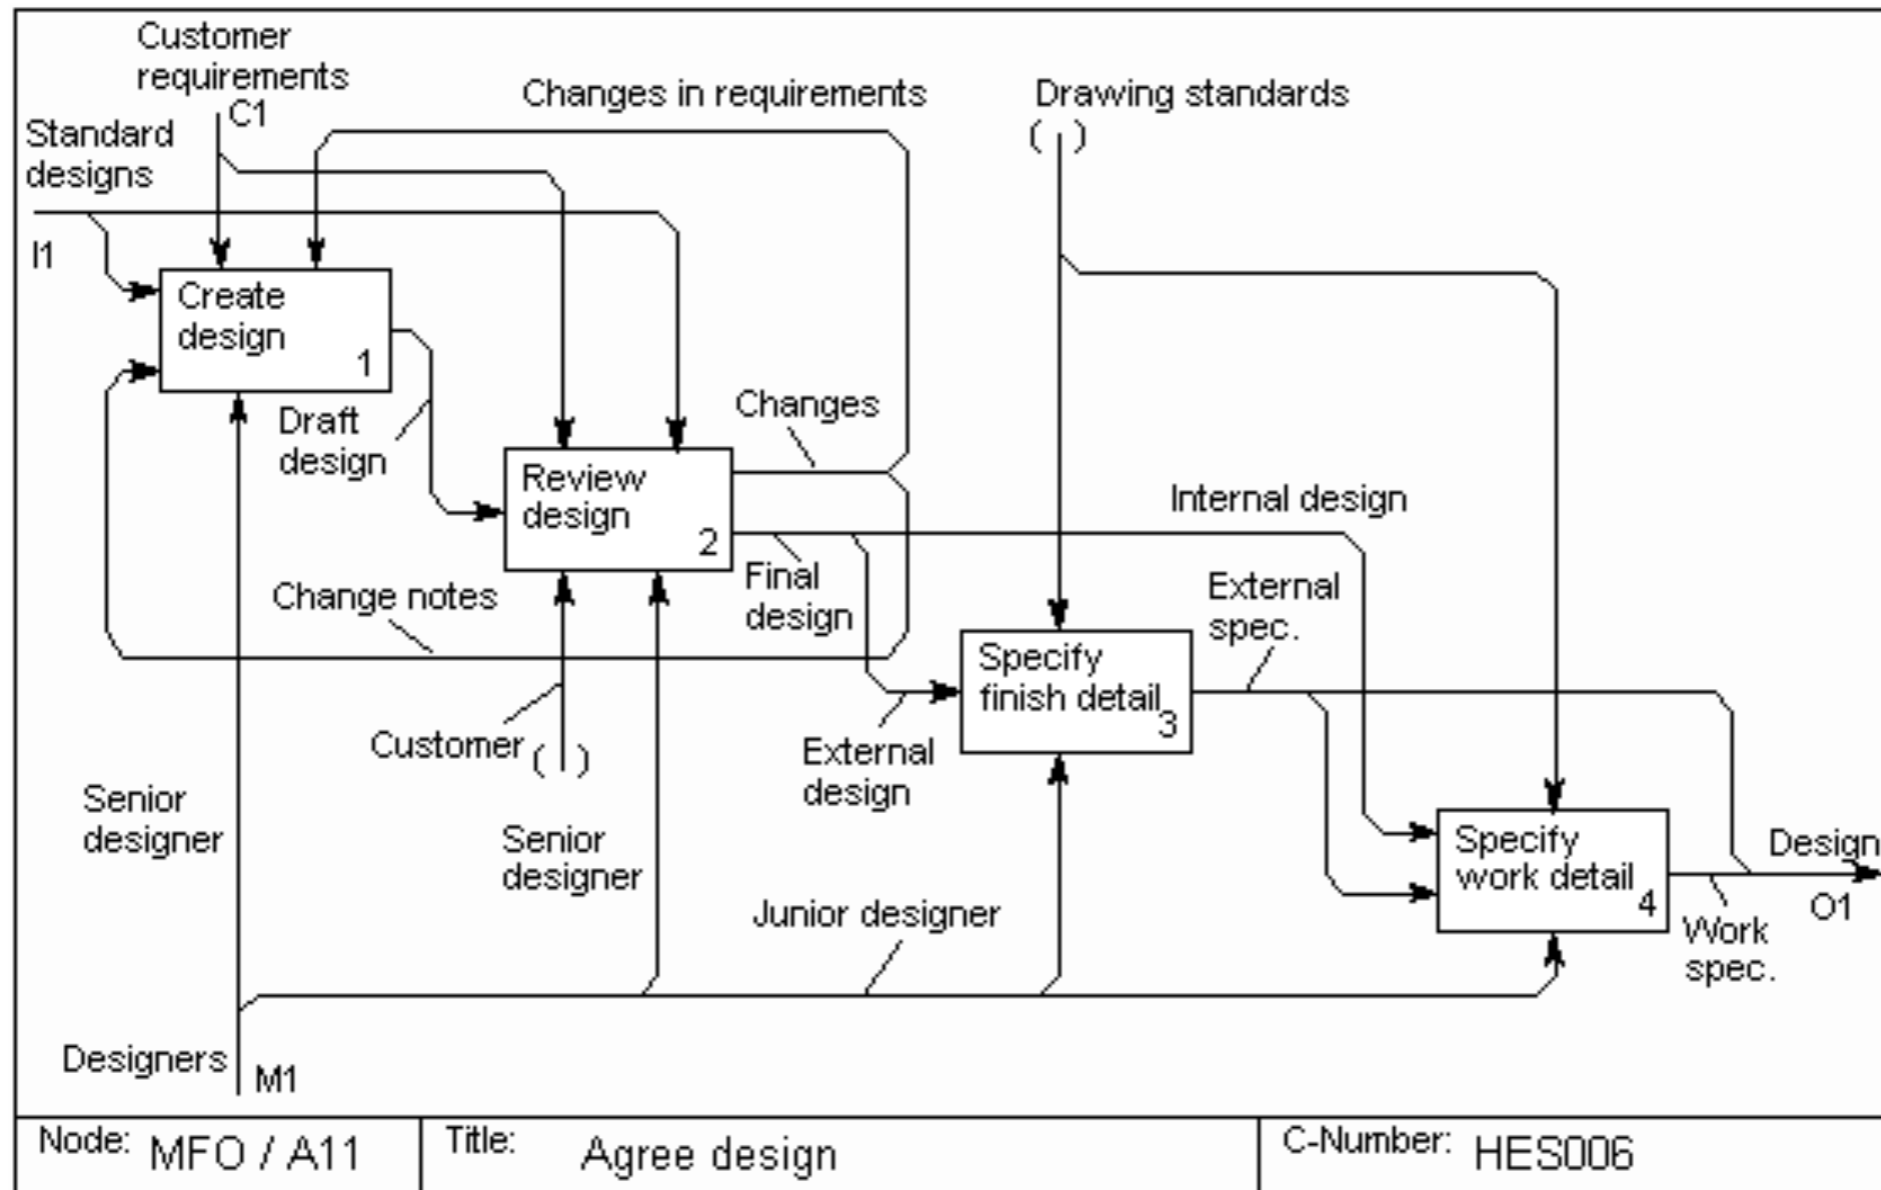 Customer
requirements
C1
Changes in requirements
Drawing standards
( )
Standard
designs
I1
Create
design
1
Draft
design
Changes
Review
design
2
Internal design
Final
design
Change notes
External
spec.
Specify
finish detail
3
Customer
( )
External
design
Senior
designer
Senior
designer
Specify
work detail
4
Design
O1
Junior designer
Work
spec.
Designers
M1
Node: MFO / A11
Title: Agree design
C-Number: HES006